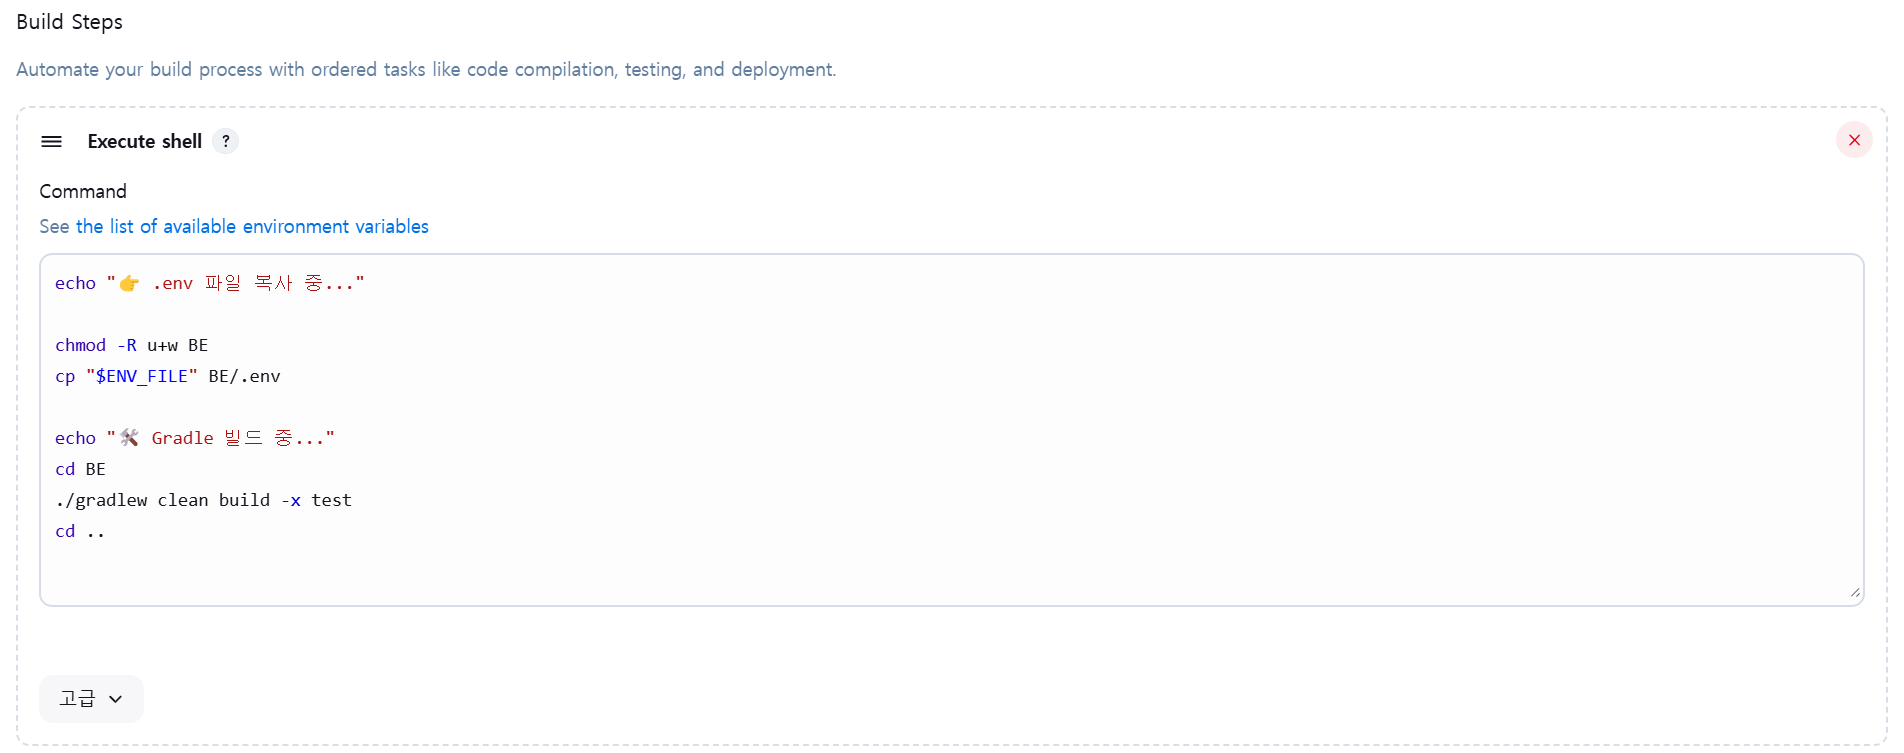 Build Steps
Automate your build process with ordered tasks like code compilation, testing, and deployment.
Execute shell ?
Command
See the list of available environment variables
echo "👉 .env 파일 복사 중..."
chmod -R u+w BE
cp "$ENV_FILE" BE/.env
echo "🛠 Gradle 빌드 중..."
cd BE
./gradlew clean build -x test
cd ..
고급